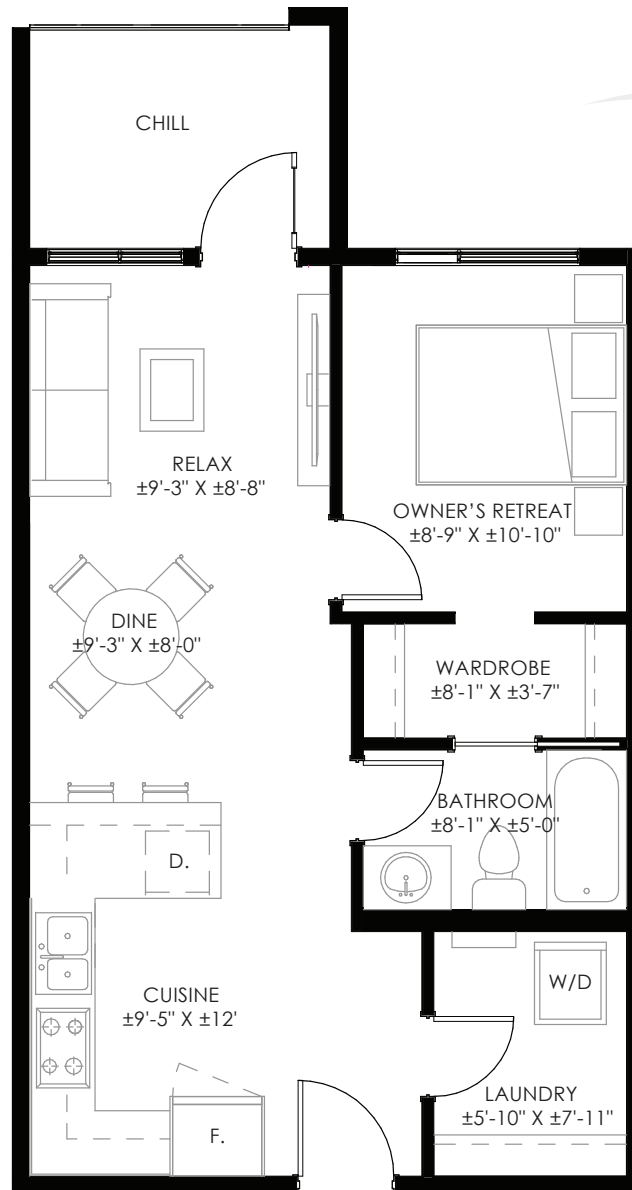 CHILL
RELAX
±9'-3" X ±8'-8"
OWNER'S RETREAT
±8'-9" X ±10'-10"
DINE
±9'-3" X ±8'-0"
WARDROBE
±8'-1" X ±3'-7"
BATHROOM
±8'-1" X ±5'-0"
D.
CUISINE
±9'-5" X ±12'
W/D
LAUNDRY
±5'-10" X ±7'-11"
F.